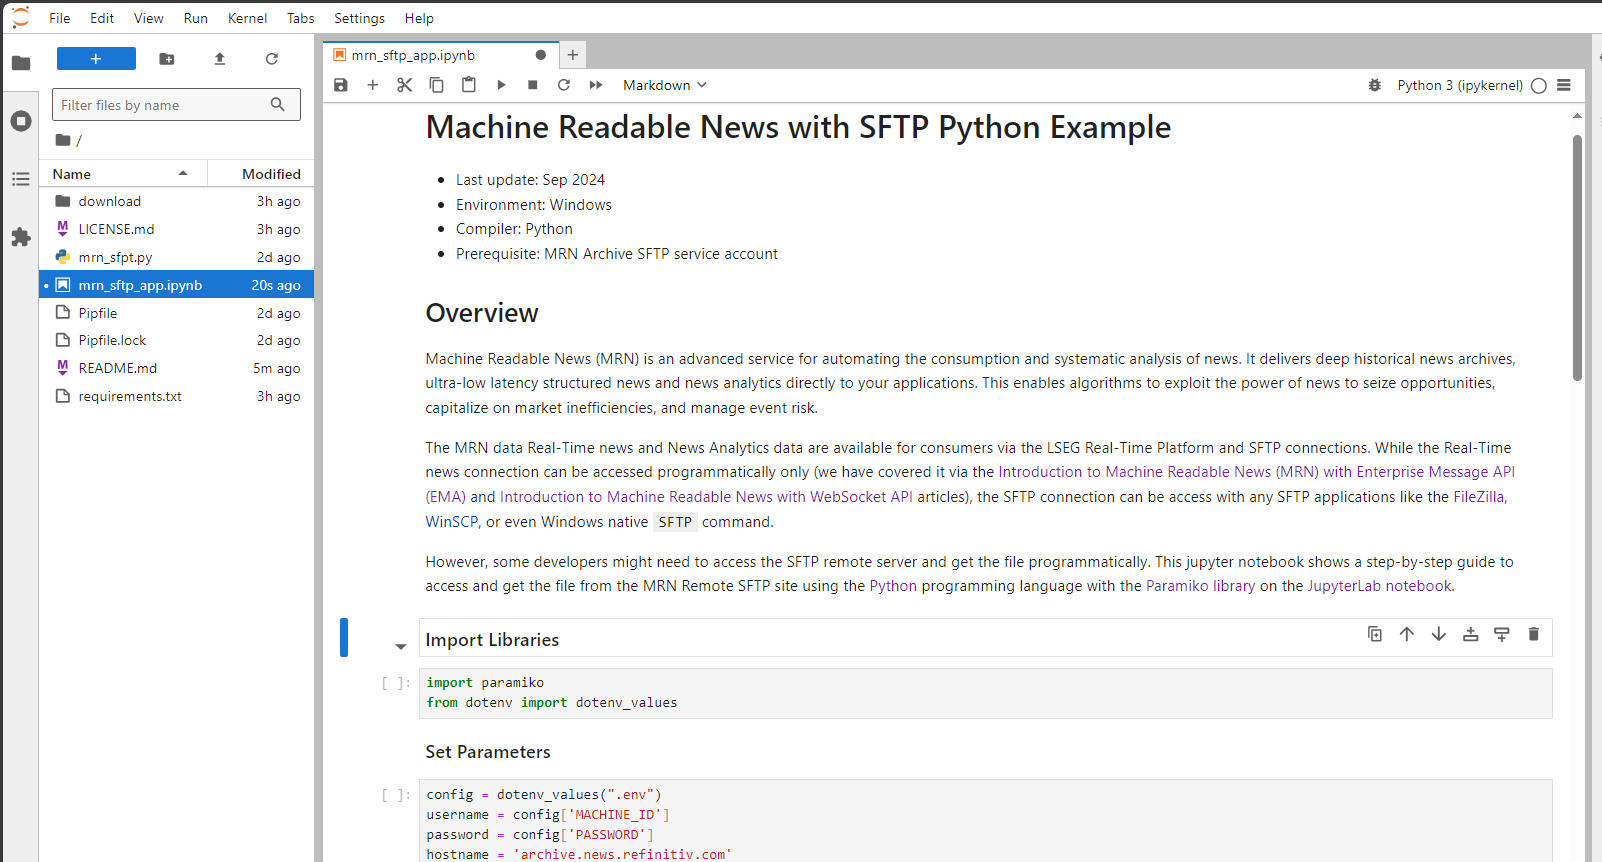 File Edit View Run Kernel Tabs Settings Help
+
Filter files by name
/
Name Modified
download 3h ago
LICENSE.md 3h ago
mrn_sfpt.py 2d ago
mrn_sftp_app.ipynb 20s ago
Pipfile 2d ago
Pipfile.lock 2d ago
README.md 5m ago
requirements.txt 3h ago
mrn_sftp_app.ipynb
Markdown
Python 3 (ipykernel)
Machine Readable News with SFTP Python Example
• Last update: Sep 2024
• Environment: Windows
• Compiler: Python
• Prerequisite: MRN Archive SFTP service account
Overview
Machine Readable News (MRN) is an advanced service for automating the consumption and systematic analysis of news. It delivers deep historical news archives,
ultra-low latency structured news and news analytics directly to your applications. This enables algorithms to exploit the power of news to seize opportunities,
capitalize on market inefficiencies, and manage event risk.
The MRN data Real-Time news and News Analytics data are available for consumers via the LSEG Real-Time Platform and SFTP connections. While the Real-Time
news connection can be accessed programmatically only (we have covered it via the Introduction to Machine Readable News (MRN) with Enterprise Message API
(EMA) and Introduction to Machine Readable News with WebSocket API articles), the SFTP connection can be access with any SFTP applications like the FileZilla,
WinSCP, or even Windows native SFTP command.
However, some developers might need to access the SFTP remote server and get the file programmatically. This jupyter notebook shows a step-by-step guide to
access and get the file from the MRN Remote SFTP site using the Python programming language with the Paramiko library on the JupyterLab notebook.
Import Libraries
[ ]: import paramiko
from dotenv import dotenv_values
Set Parameters
[ ]: config = dotenv_values(".env")
username = config['MACHINE_ID']
password = config['PASSWORD']
hostname = 'archive.news.refinitiv.com'